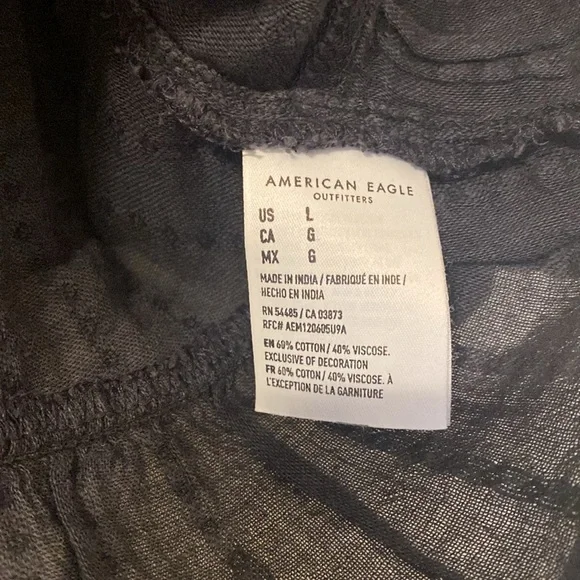 AMERICAN EAGLE
OUTFITTERS
US L
CA G
MX G
MADE IN INDIA / FABRIQUÉ EN INDE /
HECHO EN INDIA
RN 54485 / CA 03873
RFC# AEM120605U9A
EN 60% COTTON / 40% VISCOSE.
EXCLUSIVE OF DECORATION
FR 60% COTON / 40% VISCOSE. À
L'EXCEPTION DE LA GARNITURE